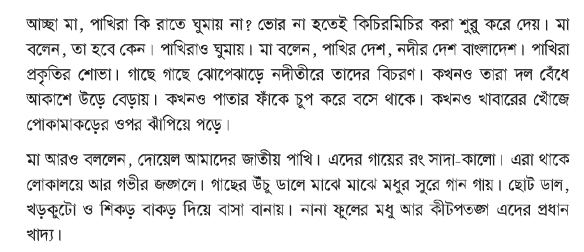 আচ্ছা মা, পাখিরা কি রাতে ঘুমায় না? ভোর না হতেই কিচিরমিচির করা শুরু করে দেয়। মা
বলেন, তা হবে কেন। পাখিরাও ঘুমায়। মা বলেন, পাখির দেশ, নদীর দেশ বাংলাদেশ। পাখিরা
প্রকৃতির শোভা। গাছে গাছে ঝোপেঝাড়ে নদীতীরে তাদের বিচরণ। কখনও তারা দল বেঁধে
আকাশে উড়ে বেড়ায়। কখনও পাতার ফাঁকে চুপ করে বসে থাকে। কখনও খাবারের খোঁজে
পোকামাকড়ের ওপর ঝাঁপিয়ে পড়ে।
মা আরও বললেন, দোয়েল আমাদের জাতীয় পাখি। এদের গায়ের রং সাদা-কালো। এরা থাকে
লোকালয়ে আর গভীর জঙ্গলে। গাছের উঁচু ডালে মাঝে মাঝে মধুর সুরে গান গায়। ছোট ডাল,
খড়কুটো ও শিকড় বাকড় দিয়ে বাসা বানায়। নানা ফুলের মধু আর কীটপতঙ্গ এদের প্রধান
খাদ্য।